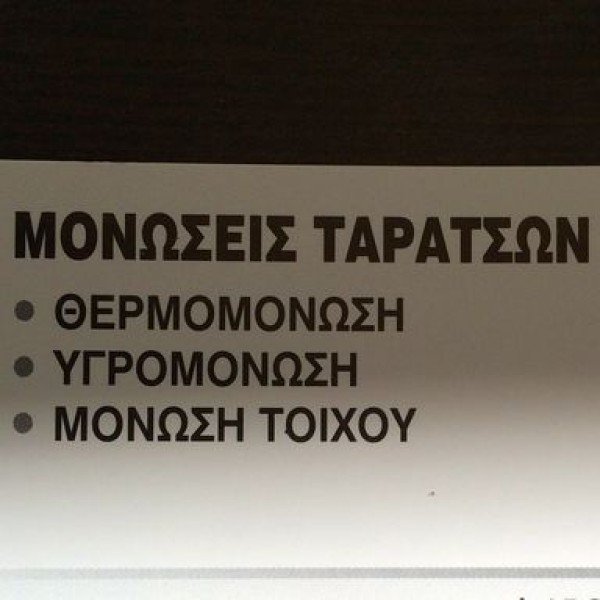 ΜΟΝΩΣΕΙΣ ΤΑΡΑΤΣΩΝ
• ΘΕΡΜΟΜΟΝΩΣΗ
• ΥΓΡΟΜΟΝΩΣΗ
• ΜΟΝΩΣΗ ΤΟΙΧΟΥ